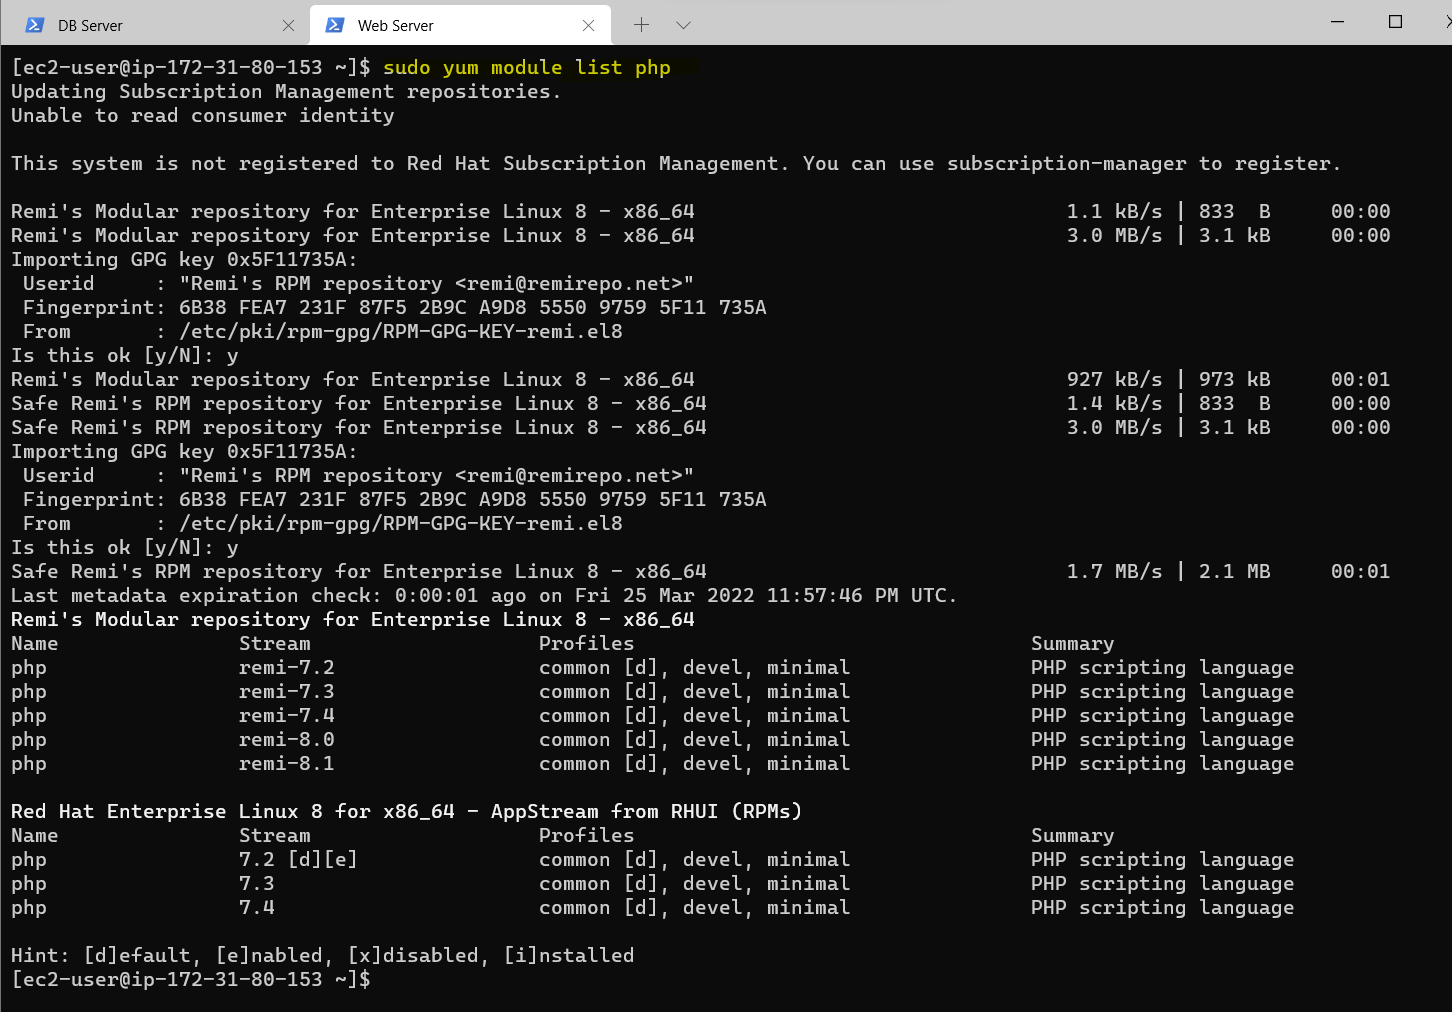 DB Server
Web Server
[ec2-user@ip-172-31-80-153 ~]$ sudo yum module list php
Updating Subscription Management repositories.
Unable to read consumer identity
This system is not registered to Red Hat Subscription Management. You can use subscription-manager to register.
Remi's Modular repository for Enterprise Linux 8 - x86_64 1.1 kB/s | 833  B 00:00
Remi's Modular repository for Enterprise Linux 8 - x86_64 3.0 MB/s | 3.1 kB 00:00
Importing GPG key 0x5F11735A:
Userid     : "Remi's RPM repository <remi@remirepo.net>"
Fingerprint: 6B38 FEA7 231F 87F5 2B9C A9D8 5550 9759 5F11 735A
From       : /etc/pki/rpm-gpg/RPM-GPG-KEY-remi.el8
Is this ok [y/N]: y
Remi's Modular repository for Enterprise Linux 8 - x86_64 927 kB/s | 973 kB 00:01
Safe Remi's RPM repository for Enterprise Linux 8 - x86_64 1.4 kB/s | 833  B 00:00
Safe Remi's RPM repository for Enterprise Linux 8 - x86_64 3.0 MB/s | 3.1 kB 00:00
Importing GPG key 0x5F11735A:
Userid     : "Remi's RPM repository <remi@remirepo.net>"
Fingerprint: 6B38 FEA7 231F 87F5 2B9C A9D8 5550 9759 5F11 735A
From       : /etc/pki/rpm-gpg/RPM-GPG-KEY-remi.el8
Is this ok [y/N]: y
Safe Remi's RPM repository for Enterprise Linux 8 - x86_64 1.7 MB/s | 2.1 MB 00:01
Last metadata expiration check: 0:00:01 ago on Fri 25 Mar 2022 11:57:46 PM UTC.
Remi's Modular repository for Enterprise Linux 8 - x86_64
Name Stream Profiles Summary
php remi-7.2 common [d], devel, minimal PHP scripting language
php remi-7.3 common [d], devel, minimal PHP scripting language
php remi-7.4 common [d], devel, minimal PHP scripting language
php remi-8.0 common [d], devel, minimal PHP scripting language
php remi-8.1 common [d], devel, minimal PHP scripting language
Red Hat Enterprise Linux 8 for x86_64 - AppStream from RHUI (RPMs)
Name Stream Profiles Summary
php 7.2 [d][e] common [d], devel, minimal PHP scripting language
php 7.3 common [d], devel, minimal PHP scripting language
php 7.4 common [d], devel, minimal PHP scripting language
Hint: [d]efault, [e]nabled, [x]disabled, [i]nstalled
[ec2-user@ip-172-31-80-153 ~]$